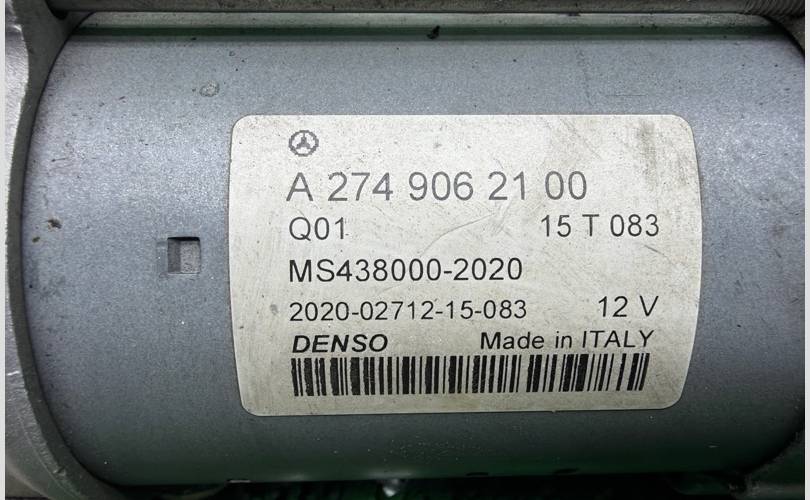 A 274 906 21 00
Q01 15 T 083
MS438000-2020
2020-02712-15-083 12 V
DENSO Made in ITALY